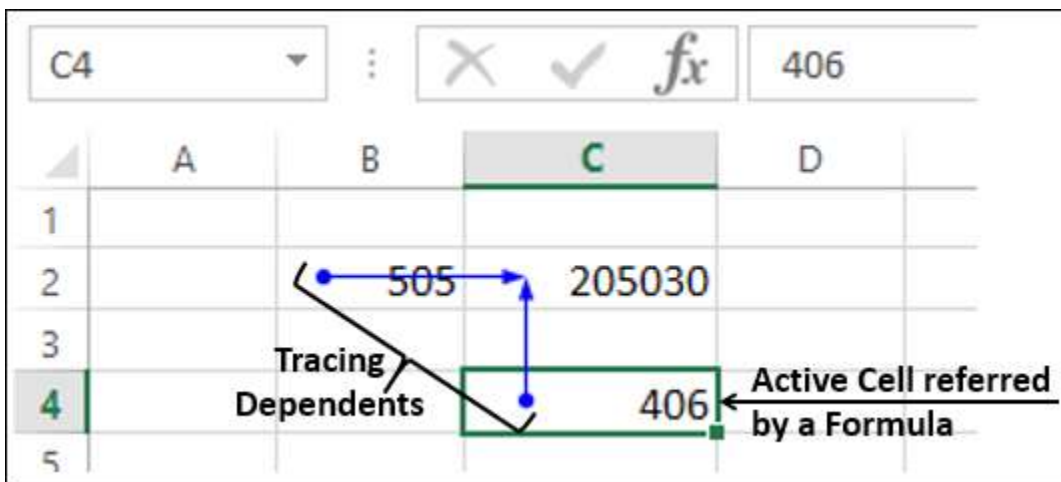 C4 fx 406
A B C D
1
2 505 205030
3
Tracing
4 Dependents 406 Active Cell referred
by a Formula
5